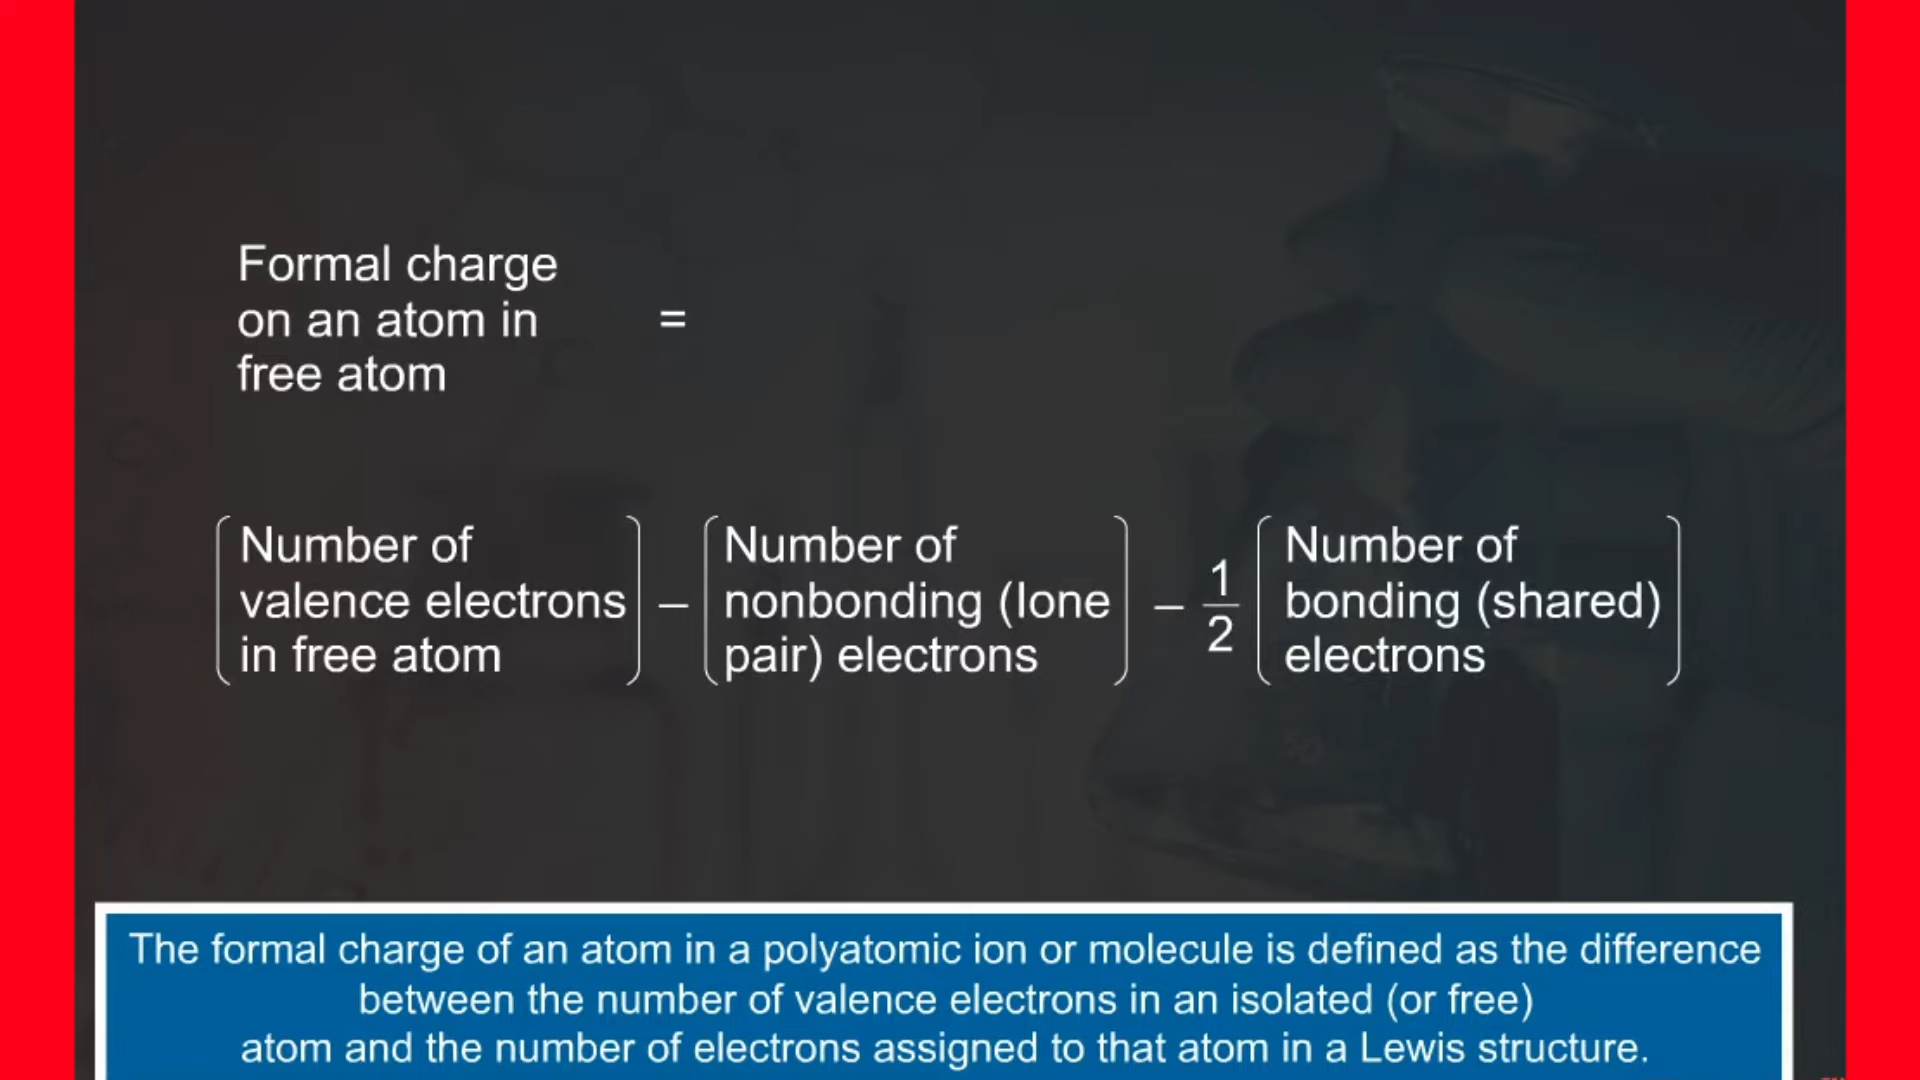 Formal charge
on an atom in =
free atom
Number of Number of Number of
valence electrons – nonbonding (lone – 1/2 bonding (shared)
in free atom pair) electrons electrons
The formal charge of an atom in a polyatomic ion or molecule is defined as the difference
between the number of valence electrons in an isolated (or free)
atom and the number of electrons assigned to that atom in a Lewis structure.